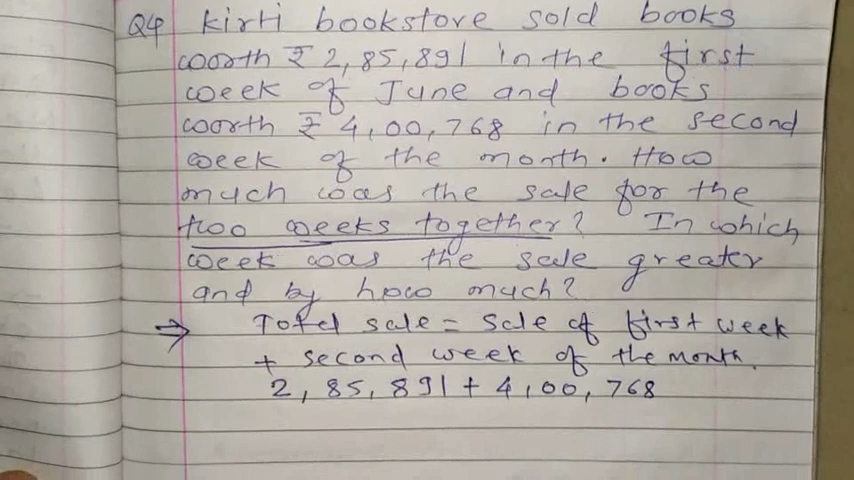 Q4 kirti bookstore sold books
worth ₹ 2,85,891 in the first
week of June and books
worth ₹ 4,00,768 in the second
week of the month. How
much was the sale for the
two weeks together? In which
week was the sale greater
and by how much?
⇒ Total sale = sale of first week
+ second week of the month.
2,85,891 + 4,00,768